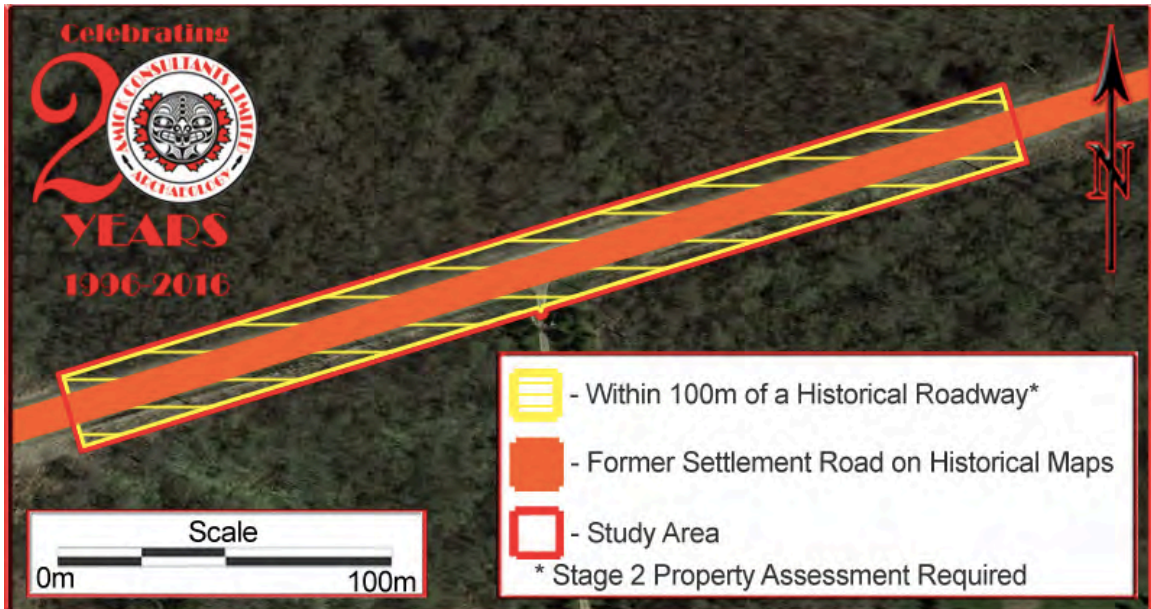 Celebrating
20
AMICK CONSULTANTS LIMITED
ARCHAEOLOGY
YEARS
1996-2016
N
- Within 100m of a Historical Roadway*
- Former Settlement Road on Historical Maps
- Study Area
* Stage 2 Property Assessment Required
Scale
0m 100m